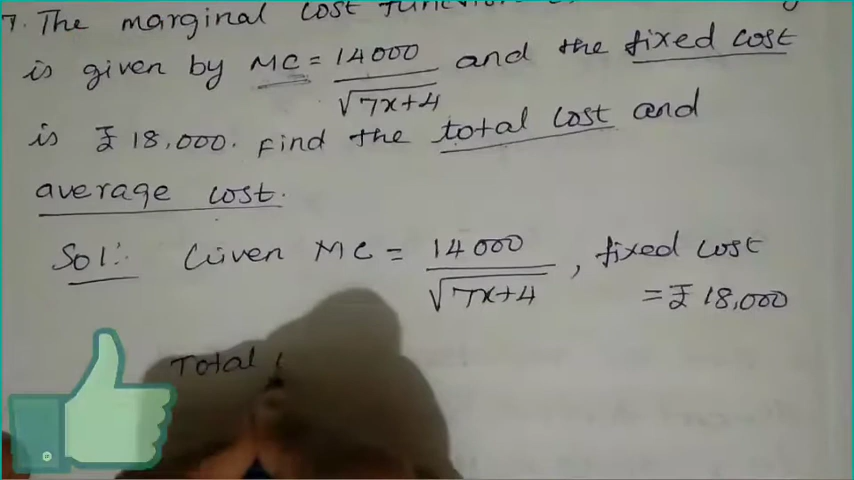 7. The marginal cost function
is given by MC = 14000/√7x+4 and the fixed cost
is ₹ 18,000. Find the total cost and
average cost.
Sol:- Given MC = 14000/√7x+4, fixed cost
= ₹ 18,000
Total